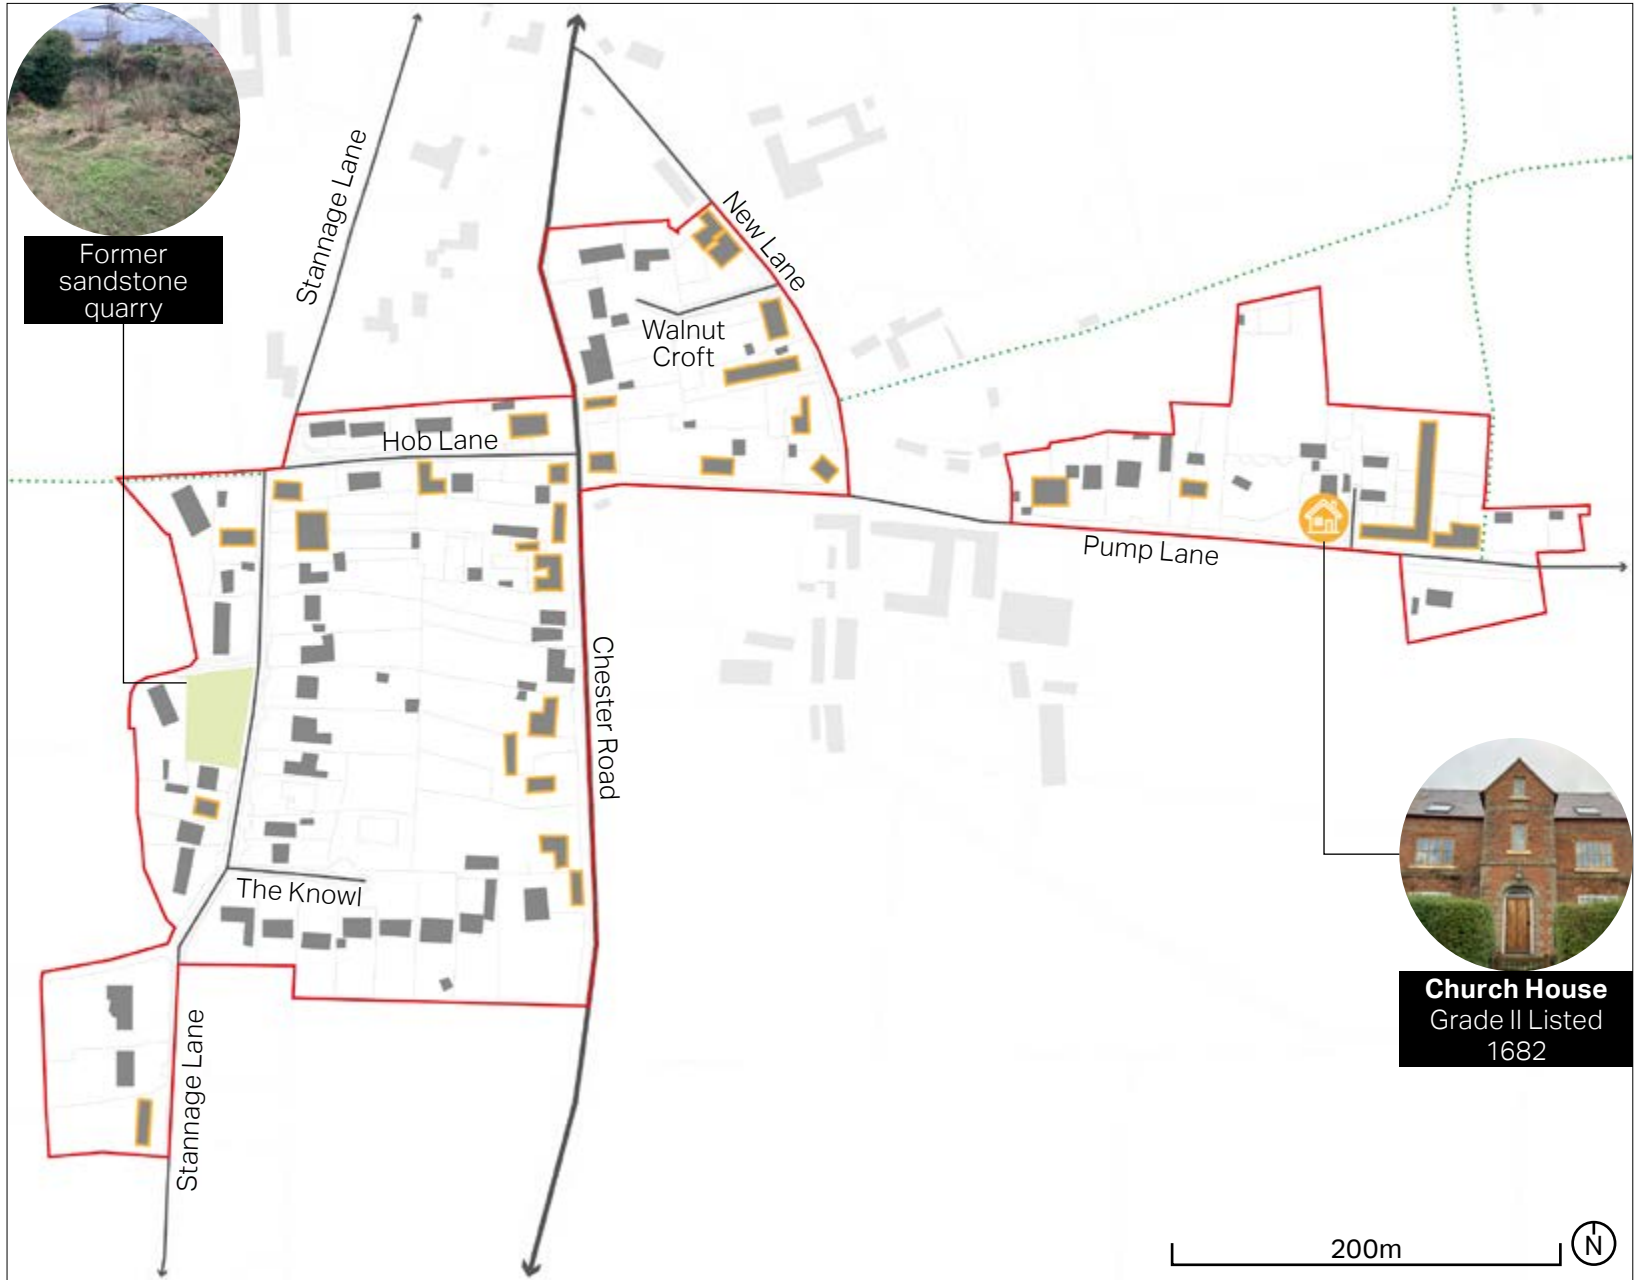 Former
sandstone
quarry
Stannage Lane
New Lane
Walnut
Croft
Hob Lane
Pump Lane
Chester Road
The Knowl
Church House
Grade II Listed
1682
Stannage Lane
200m
N